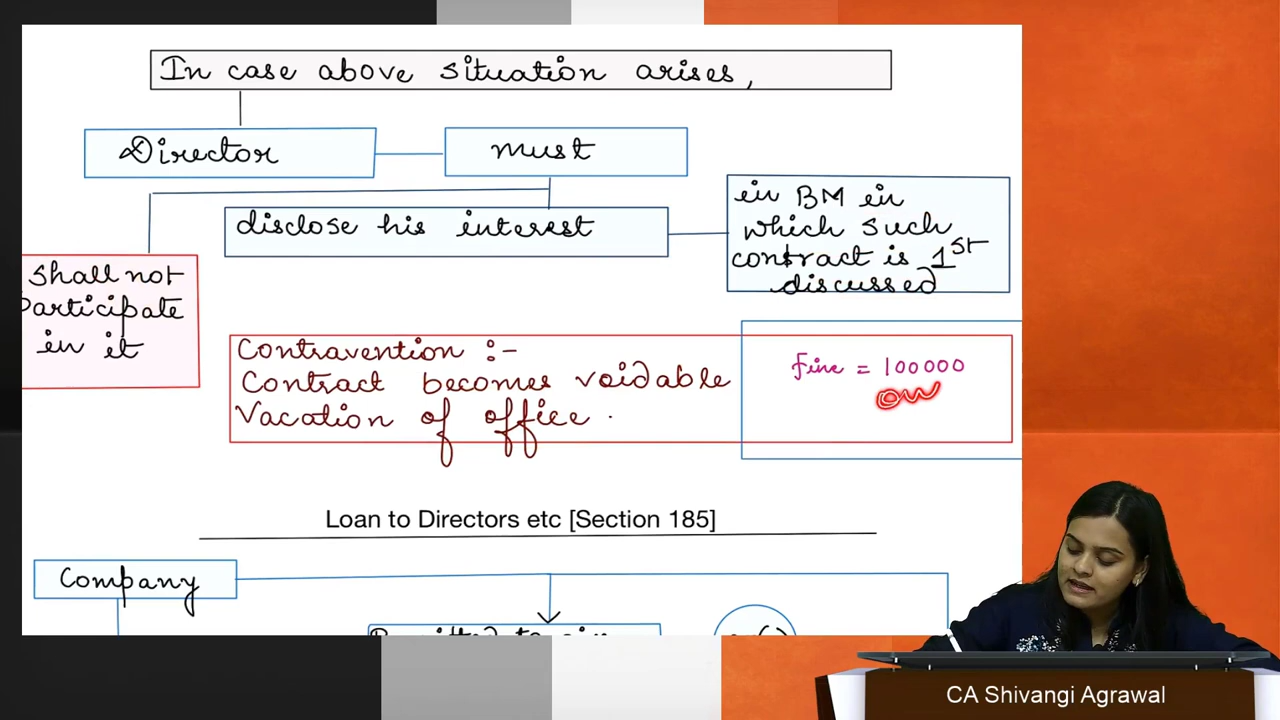 In case above situation arises,
Director
must
disclose his interest
in BM in
which such
contract is 1st
discussed
shall not
Participate
in it
Contravention :-
Contract becomes voidable
Vacation of office .
fine = 100000
Loan to Directors etc [Section 185]
Company
CA Shivangi Agrawal